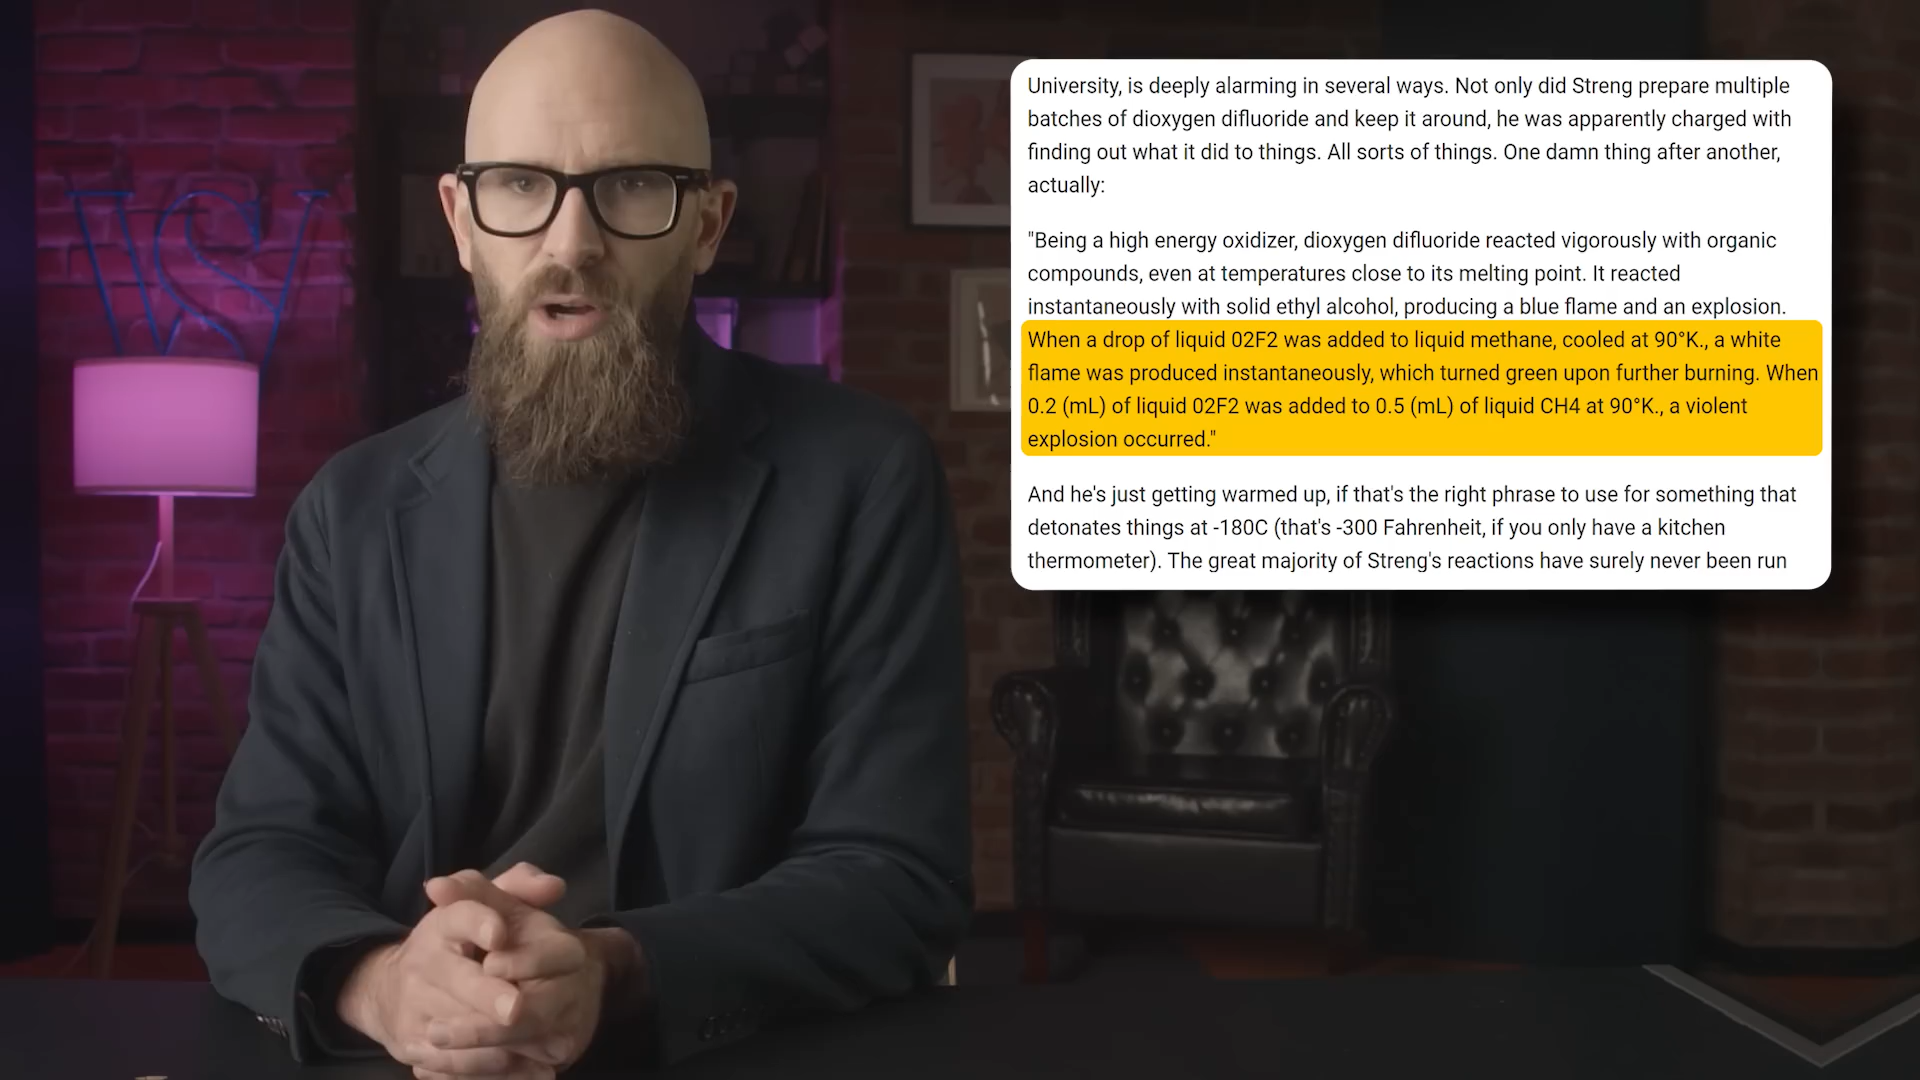 University, is deeply alarming in several ways. Not only did Streng prepare multiple
batches of dioxygen difluoride and keep it around, he was apparently charged with
finding out what it did to things. All sorts of things. One damn thing after another,
actually:
"Being a high energy oxidizer, dioxygen difluoride reacted vigorously with organic
compounds, even at temperatures close to its melting point. It reacted
instantaneously with solid ethyl alcohol, producing a blue flame and an explosion.
When a drop of liquid 02F2 was added to liquid methane, cooled at 90°K., a white
flame was produced instantaneously, which turned green upon further burning. When
0.2 (mL) of liquid 02F2 was added to 0.5 (mL) of liquid CH4 at 90°K., a violent
explosion occurred."
And he's just getting warmed up, if that's the right phrase to use for something that
detonates things at -180C (that's -300 Fahrenheit, if you only have a kitchen
thermometer). The great majority of Streng's reactions have surely never been run